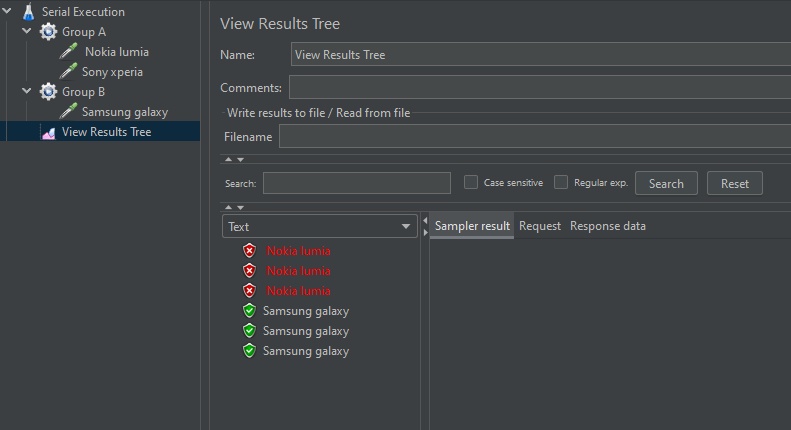 Serial Execution
Group A
Nokia lumia
Sony xperia
Group B
Samsung galaxy
View Results Tree
View Results Tree
Name: View Results Tree
Comments:
Write results to file / Read from file
Filename
Search: Case sensitive Regular exp. Search Reset
Text
Sampler result Request Response data
Nokia lumia
Nokia lumia
Nokia lumia
Samsung galaxy
Samsung galaxy
Samsung galaxy